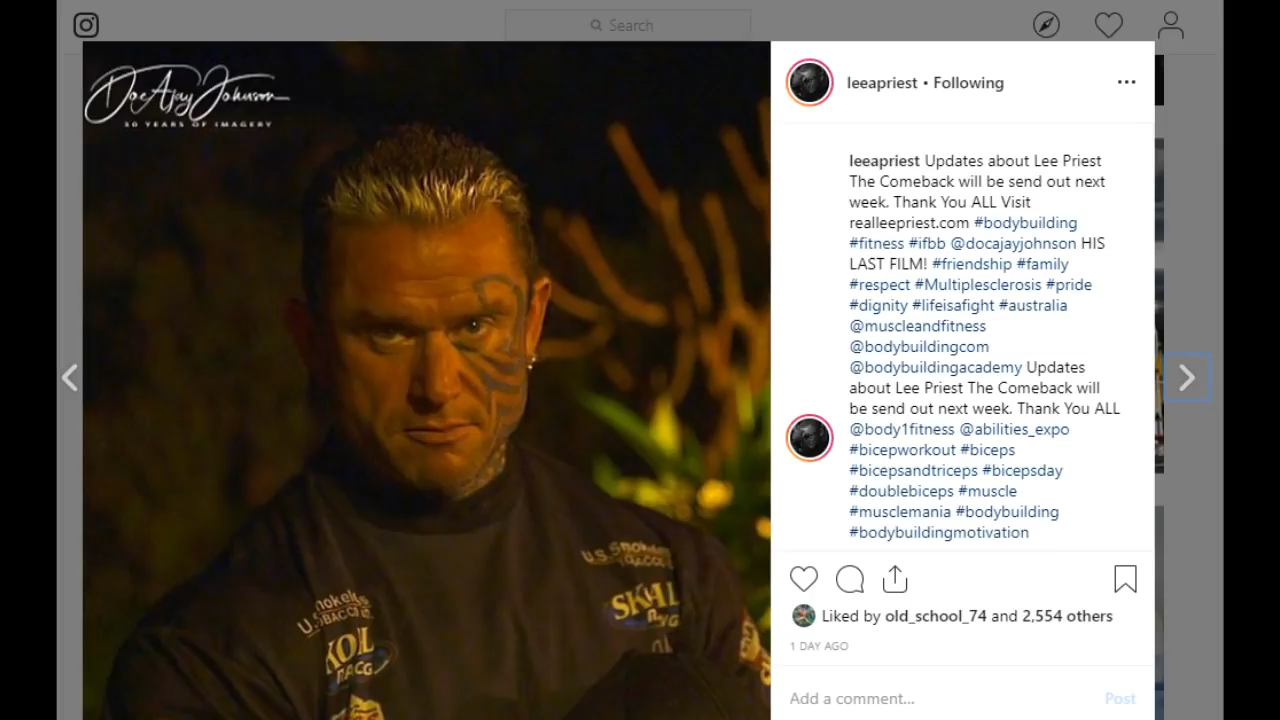 Search
DocAjayJohnson
30 YEARS OF IMAGERY
leeapriest • Following
leeapriest Updates about Lee Priest
The Comeback will be send out next
week. Thank You ALL Visit
realleepriest.com #bodybuilding
#fitness #ifbb @docajayjohnson HIS
LAST FILM! #friendship #family
#respect #Multiplesclerosis #pride
#dignity #lifeisafight #australia
@muscleandfitness
@bodybuildingcom
@bodybuildingacademy Updates
about Lee Priest The Comeback will
be send out next week. Thank You ALL
@body1fitness @abilities_expo
#bicepworkout #biceps
#bicepsandtriceps #bicepsday
#doublebiceps #muscle
#musclemania #bodybuilding
#bodybuildingmotivation
Liked by old_school_74 and 2,554 others
1 DAY AGO
Add a comment... Post
U.S. Smokeless
SKOAL